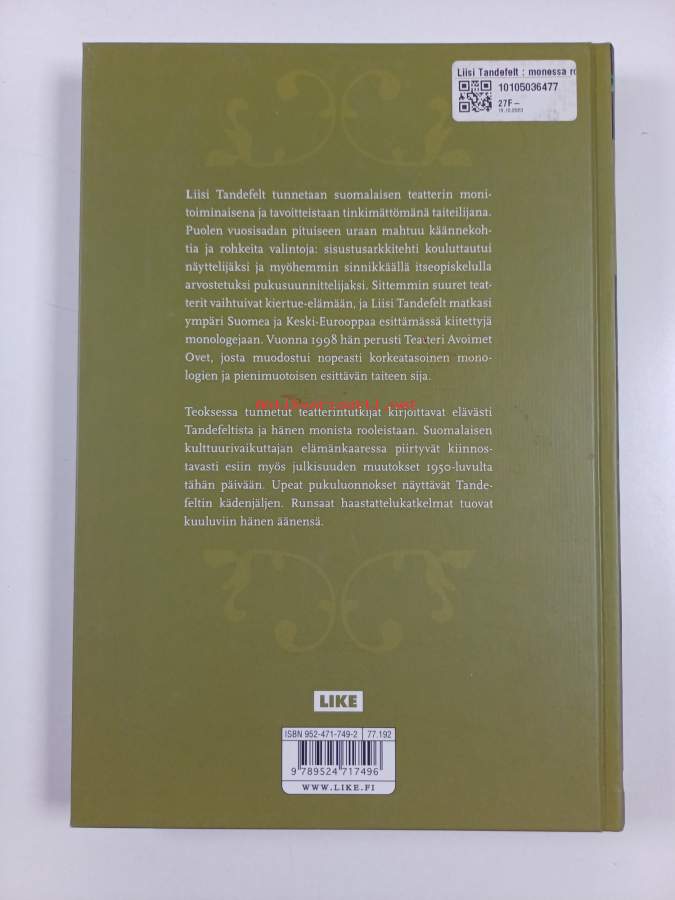 Liisi Tandefelt : monessa ro
10105036477
27F–
Liisi Tandefelt tunnetaan suomalaisen teatterin moni-
toiminaisena ja tavoitteistaan tinkimättömänä taiteilijana.
Puolen vuosisadan pituiseen uraan mahtuu käännekoh-
tia ja rohkeita valintoja: sisustusarkkitehti kouluttautui
näyttelijäksi ja myöhemmin sinnikkäällä itseopiskelulla
arvostetuksi pukusuunnittelijaksi. Sittemmin suuret teat-
terit vaihtuivat kiertue-elämään, ja Liisi Tandefelt matkasi
ympäri Suomea ja Keski-Eurooppaa esittämässä kiitettyjä
monologejaan. Vuonna 1998 hän perusti Teatteri Avoimet
Ovet, josta muodostui nopeasti korkeatasoinen mono-
logien ja pienimuotoisen esittävän taiteen sija.
Teoksessa tunnetut teatterintutkijat kirjoittavat elävästi
Tandefeltista ja hänen monista rooleistaan. Suomalaisen
kulttuurivaikuttajan elämänkaaressa piirtyvät kiinnos-
tavasti esiin myös julkisuuden muutokset 1950-luvulta
tähän päivään. Upeat pukuluonnokset näyttävät Tande-
feltin kädenjäljen. Runsaat haastattelukatkelmat tuovat
kuuluviin hänen äänensä.
LIKE
ISBN 952-471-749-2 77.192
9 789524 717496
WWW.LIKE.FI